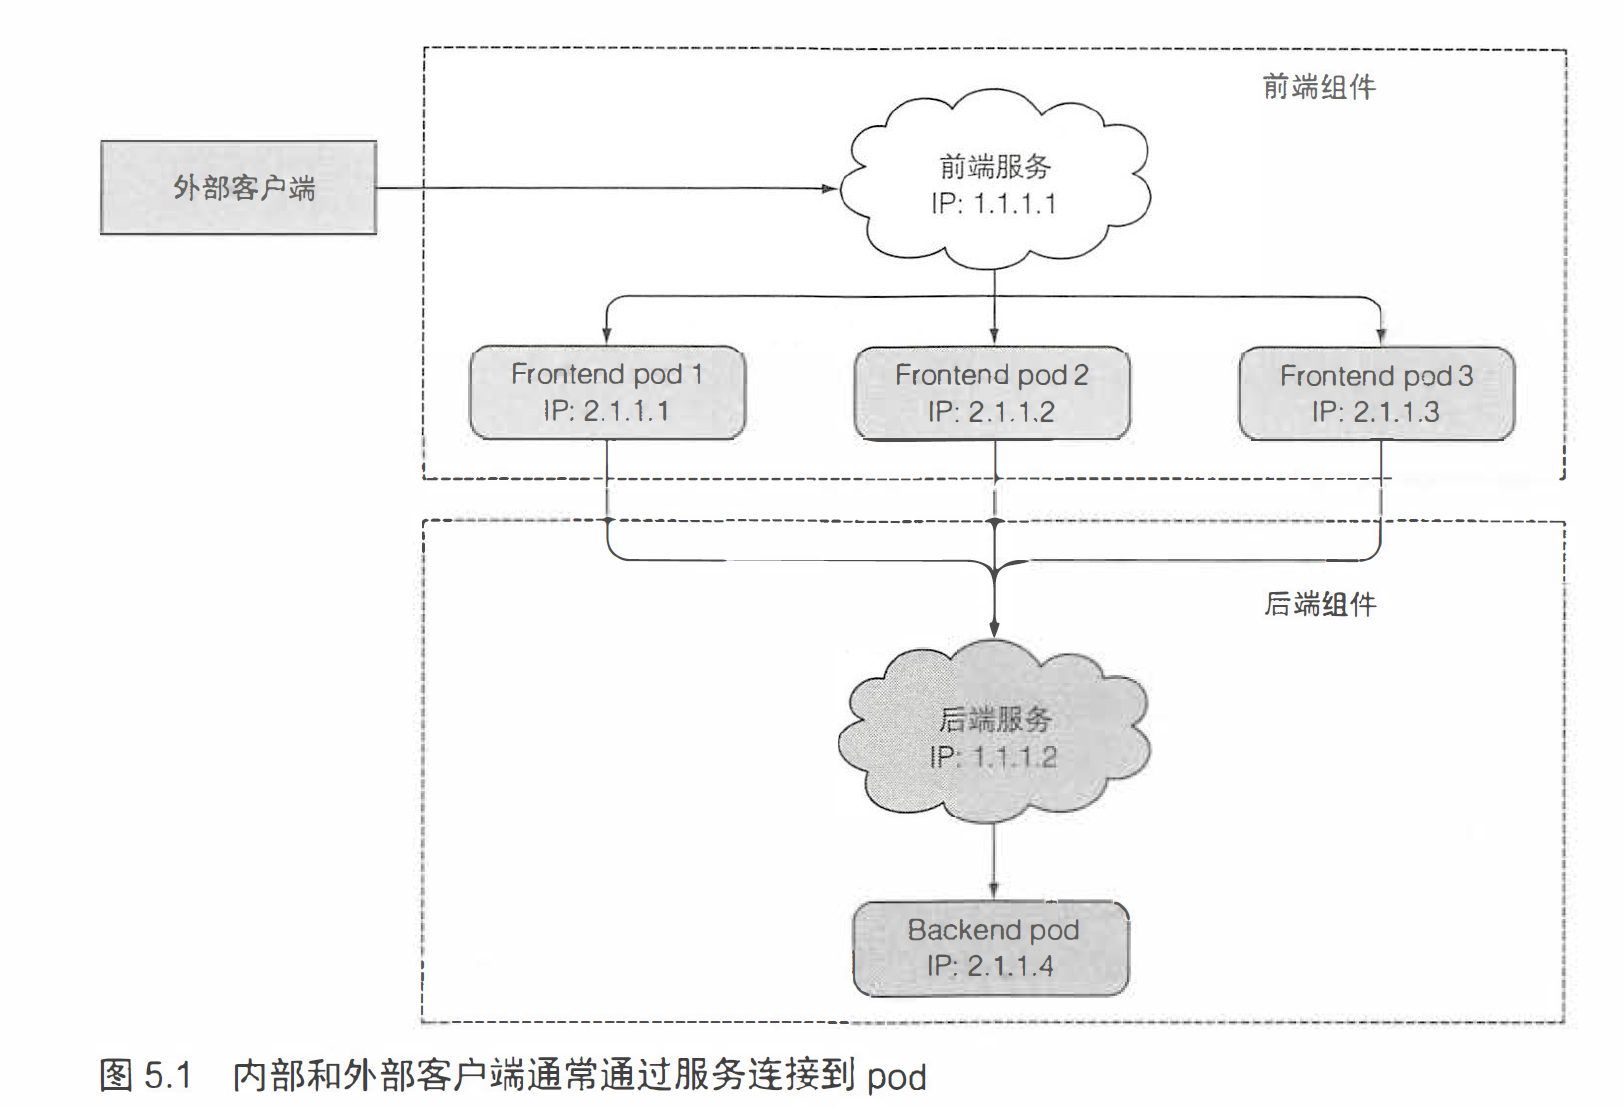 前端组件
外部客户端
前端服务
IP: 1.1.1.1
Frontend pod 1
IP: 2.1.1.1
Frontend pod 2
IP: 2.1.1.2
Frontend pod 3
IP: 2.1.1.3
后端组件
后端服务
IP: 1.1.1.2
Backend pod
IP: 2.1.1.4
图 5.1 内部和外部客户端通常通过服务连接到 pod